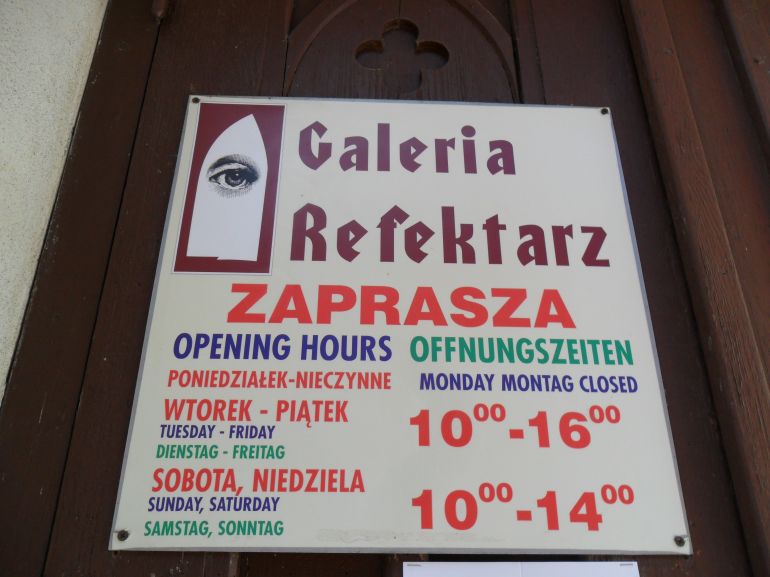 Galeria
Refektarz
ZAPRASZA
OPENING HOURS OFFNUNGSZEITEN
PONIEDZIAŁEK-NIECZYNNE MONDAY MONTAG CLOSED
WTOREK - PIĄTEK 10⁰⁰-16⁰⁰
TUESDAY - FRIDAY
DIENSTAG - FREITAG
SOBOTA, NIEDZIELA 10⁰⁰-14⁰⁰
SUNDAY, SATURDAY
SAMSTAG, SONNTAG